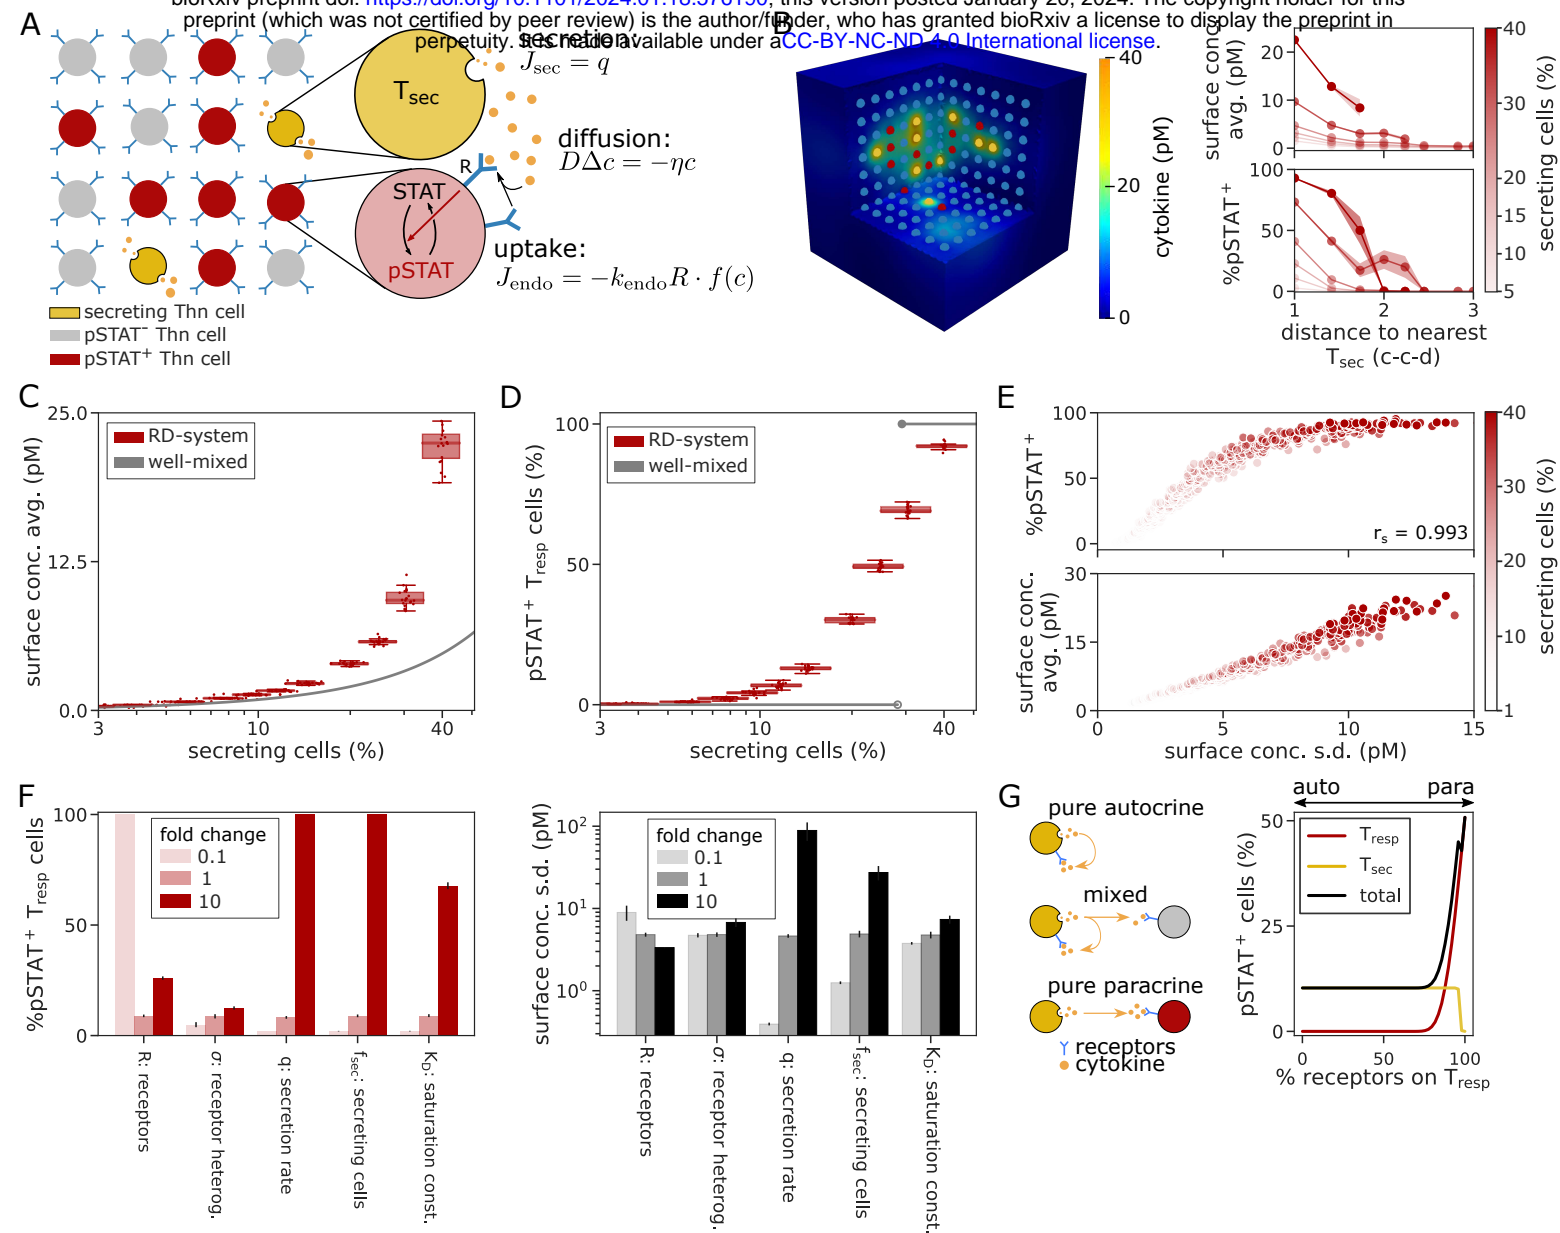 bioRxiv preprint doi: https://doi.org/10.1101/2024.01.18.576190; this version posted January 20, 2024. The copyright holder for this
preprint (which was not certified by peer review) is the author/funder, who has granted bioRxiv a license to display the preprint in
perpetuity. It is made available under aCC-BY-NC-ND 4.0 International license.
A
secretion:
J_sec = q
T_sec
diffusion:
DΔc = −ηc
R
STAT
pSTAT
uptake:
J_endo = −k_endo R · f(c)
secreting Thn cell
pSTAT⁻ Thn cell
pSTAT⁺ Thn cell
B
40
20
0
cytokine (pM)
surface conc.
avg. (pM)
20
10
0
%pSTAT⁺
100
50
0
1
2
3
distance to nearest
T_sec (c-c-d)
40
30
20
15
10
5
secreting cells (%)
C
25.0
12.5
0.0
surface conc. avg. (pM)
RD-system
well-mixed
3
10
40
secreting cells (%)
D
100
50
0
pSTAT⁺ T_resp cells (%)
RD-system
well-mixed
3
10
40
secreting cells (%)
E
100
50
0
%pSTAT⁺
r_s = 0.993
30
15
0
surface conc.
avg. (pM)
0
5
10
15
surface conc. s.d. (pM)
40
30
20
10
1
secreting cells (%)
F
100
50
0
%pSTAT⁺ T_resp cells
fold change
0.1
1
10
R: receptors
σ: receptor heterog.
q: secretion rate
f_sec: secreting cells
K_D: saturation const.
10²
10¹
10⁰
surface conc. s.d. (pM)
fold change
0.1
1
10
R: receptors
σ: receptor heterog.
q: secretion rate
f_sec: secreting cells
K_D: saturation const.
G
pure autocrine
mixed
pure paracrine
receptors
cytokine
auto
para
50
25
0
pSTAT⁺ cells (%)
T_resp
T_sec
total
0
50
100
% receptors on T_resp